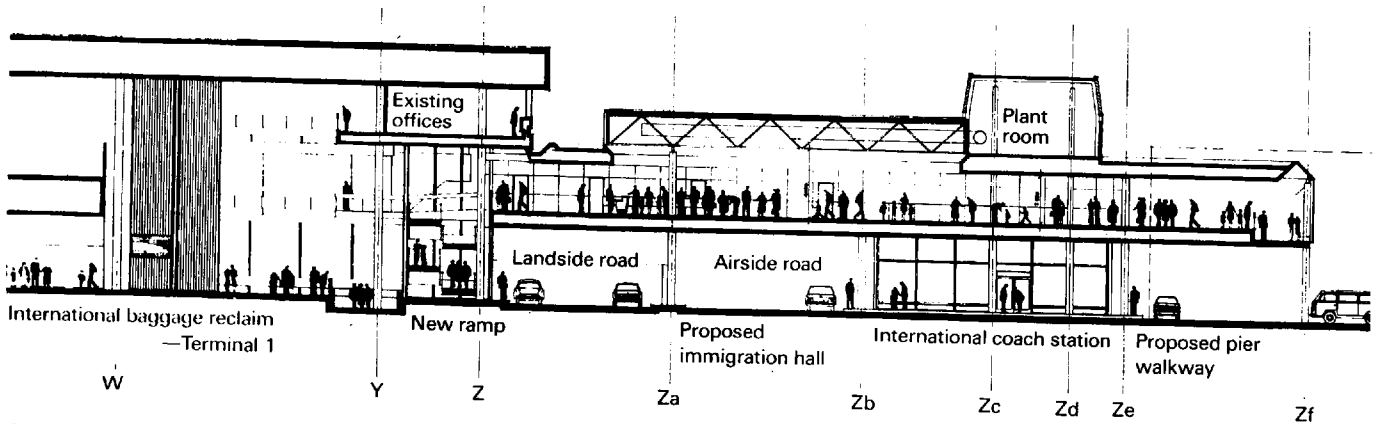 Existing
offices
Plant
room
Landside road
Airside road
International baggage reclaim
—Terminal 1
New ramp
Proposed
immigration hall
International coach station
Proposed pier
walkway
W
Y
Z
Za
Zb
Zc
Zd
Ze
Zf